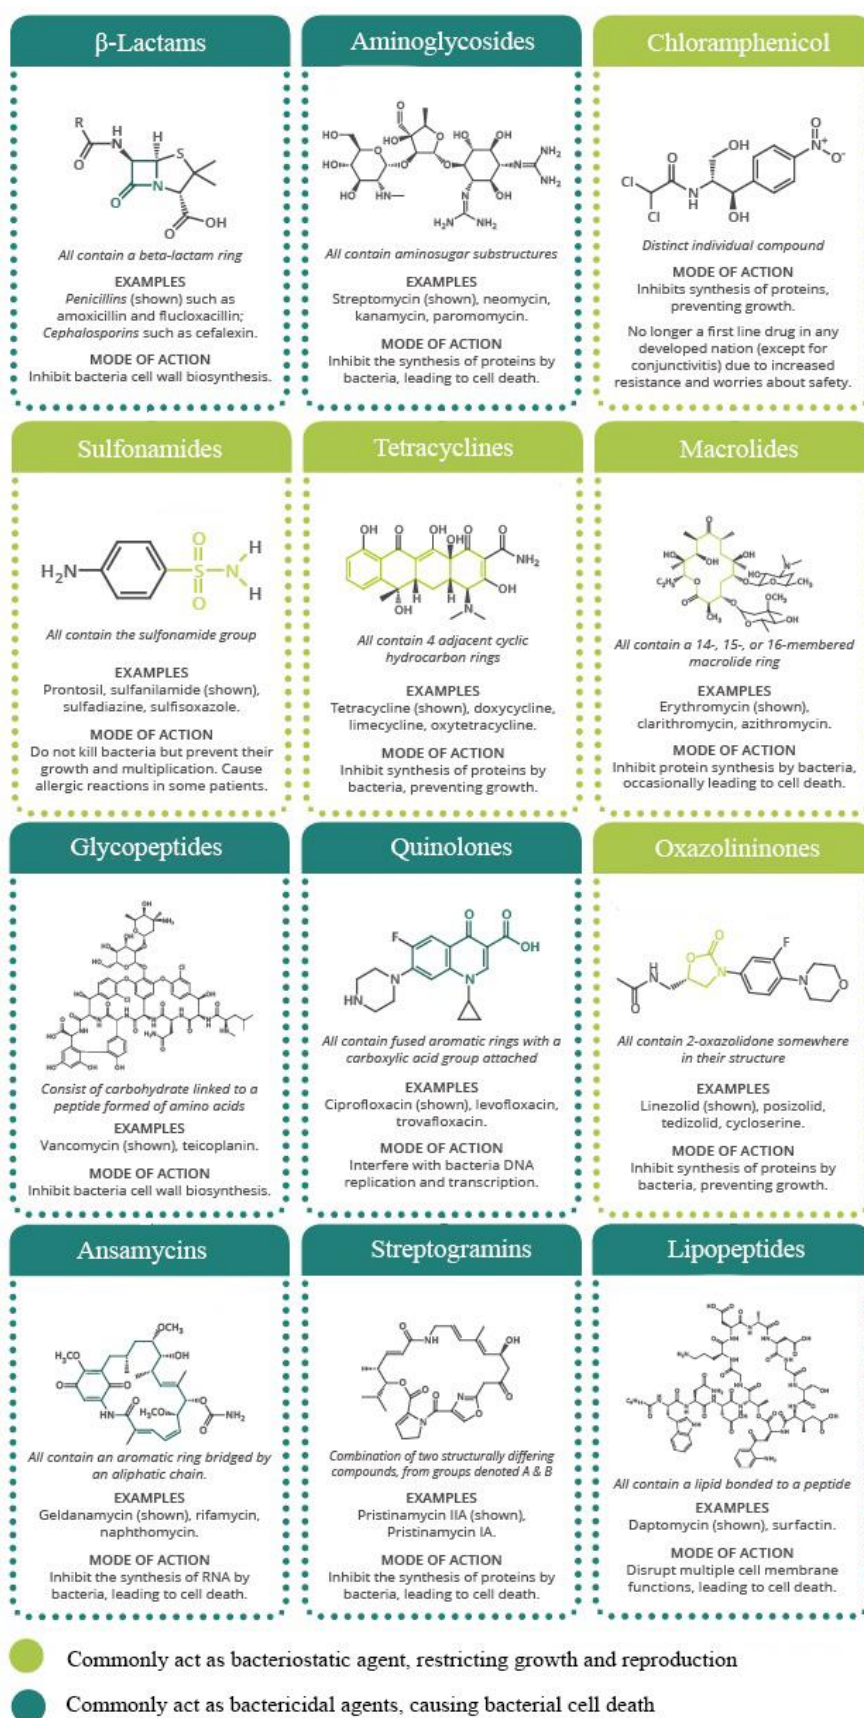 β-Lactams
All contain a beta-lactam ring
EXAMPLES
Penicillins (shown) such as
amoxicillin and flucloxacillin;
Cephalosporins such as cefalexin.
MODE OF ACTION
Inhibit bacteria cell wall biosynthesis.
Aminoglycosides
All contain aminosugar substructures
EXAMPLES
Streptomycin (shown), neomycin,
kanamycin, paromomycin.
MODE OF ACTION
Inhibit the synthesis of proteins by
bacteria, leading to cell death.
Chloramphenicol
Distinct individual compound
MODE OF ACTION
Inhibits synthesis of proteins,
preventing growth.
No longer a first line drug in any
developed nation (except for
conjunctivitis) due to increased
resistance and worries about safety.
Sulfonamides
All contain the sulfonamide group
EXAMPLES
Prontosil, sulfanilamide (shown),
sulfadiazine, sulfisoxazole.
MODE OF ACTION
Do not kill bacteria but prevent their
growth and multiplication. Cause
allergic reactions in some patients.
Tetracyclines
All contain 4 adjacent cyclic
hydrocarbon rings
EXAMPLES
Tetracycline (shown), doxycycline,
limecycline, oxytetracycline.
MODE OF ACTION
Inhibit synthesis of proteins by
bacteria, preventing growth.
Macrolides
All contain a 14-, 15-, or 16-membered
macrolide ring
EXAMPLES
Erythromycin (shown),
clarithromycin, azithromycin.
MODE OF ACTION
Inhibit protein synthesis by bacteria,
occasionally leading to cell death.
Glycopeptides
Consist of carbohydrate linked to a
peptide formed of amino acids
EXAMPLES
Vancomycin (shown), teicoplanin.
MODE OF ACTION
Inhibit bacteria cell wall biosynthesis.
Quinolones
All contain fused aromatic rings with a
carboxylic acid group attached
EXAMPLES
Ciprofloxacin (shown), levofloxacin,
trovafloxacin.
MODE OF ACTION
Interfere with bacteria DNA
replication and transcription.
Oxazolininones
All contain 2-oxazolidone somewhere
in their structure
EXAMPLES
Linezolid (shown), posizolid,
tedizolid, cycloserine.
MODE OF ACTION
Inhibit synthesis of proteins by
bacteria, preventing growth.
Ansamycins
All contain an aromatic ring bridged by
an aliphatic chain.
EXAMPLES
Geldanamycin (shown), rifamycin,
naphthomycin.
MODE OF ACTION
Inhibit the synthesis of RNA by
bacteria, leading to cell death.
Streptogramins
Combination of two structurally differing
compounds, from groups denoted A & B
EXAMPLES
Pristinamycin IIA (shown),
Pristinamycin IA.
MODE OF ACTION
Inhibit the synthesis of proteins by
bacteria, leading to cell death.
Lipopeptides
All contain a lipid bonded to a peptide
EXAMPLES
Daptomycin (shown), surfactin.
MODE OF ACTION
Disrupt multiple cell membrane
functions, leading to cell death.
Commonly act as bacteriostatic agent, restricting growth and reproduction
Commonly act as bactericidal agents, causing bacterial cell death